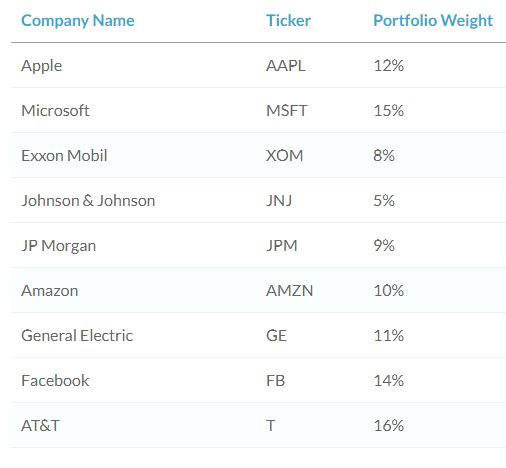 Company Name Ticker Portfolio Weight
Apple AAPL 12%
Microsoft MSFT 15%
Exxon Mobil XOM 8%
Johnson & Johnson JNJ 5%
JP Morgan JPM 9%
Amazon AMZN 10%
General Electric GE 11%
Facebook FB 14%
AT&T T 16%